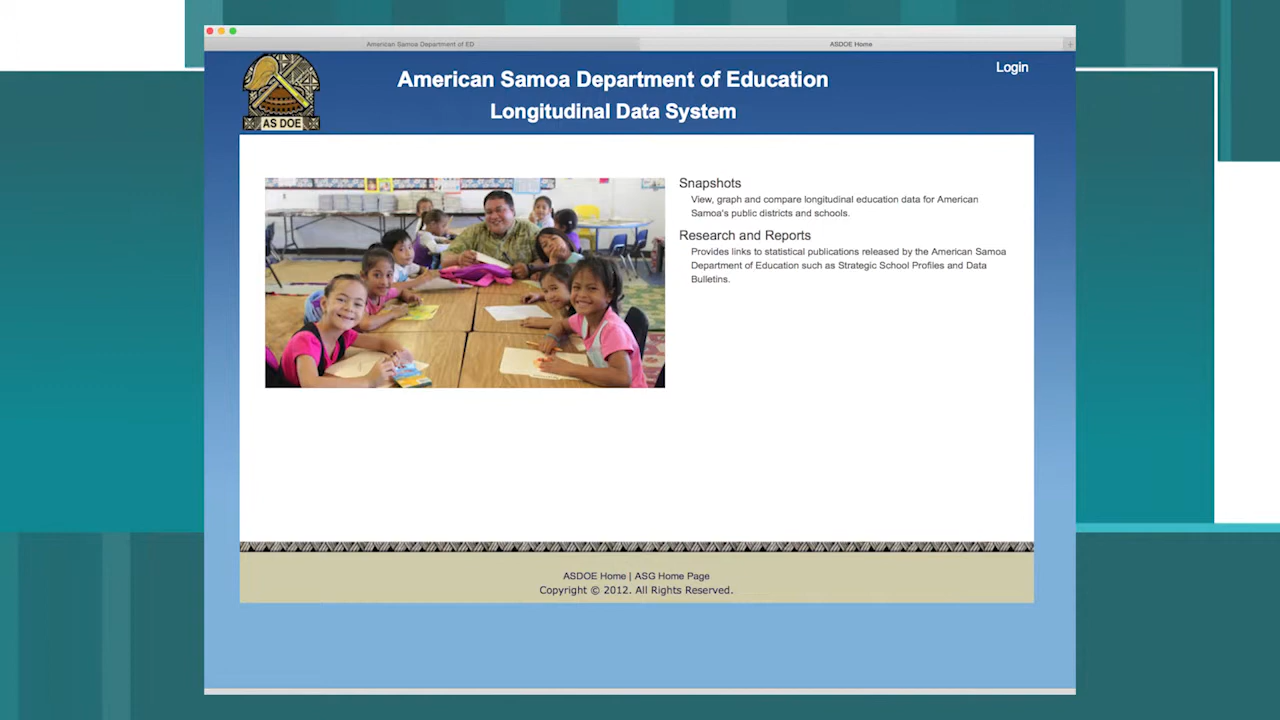 American Samoa Department of ED
ASDOE Home
AS DOE
American Samoa Department of Education
Longitudinal Data System
Login
Snapshots
View, graph and compare longitudinal education data for American
Samoa's public districts and schools.
Research and Reports
Provides links to statistical publications released by the American Samoa
Department of Education such as Strategic School Profiles and Data
Bulletins.
ASDOE Home | ASG Home Page
Copyright © 2012. All Rights Reserved.